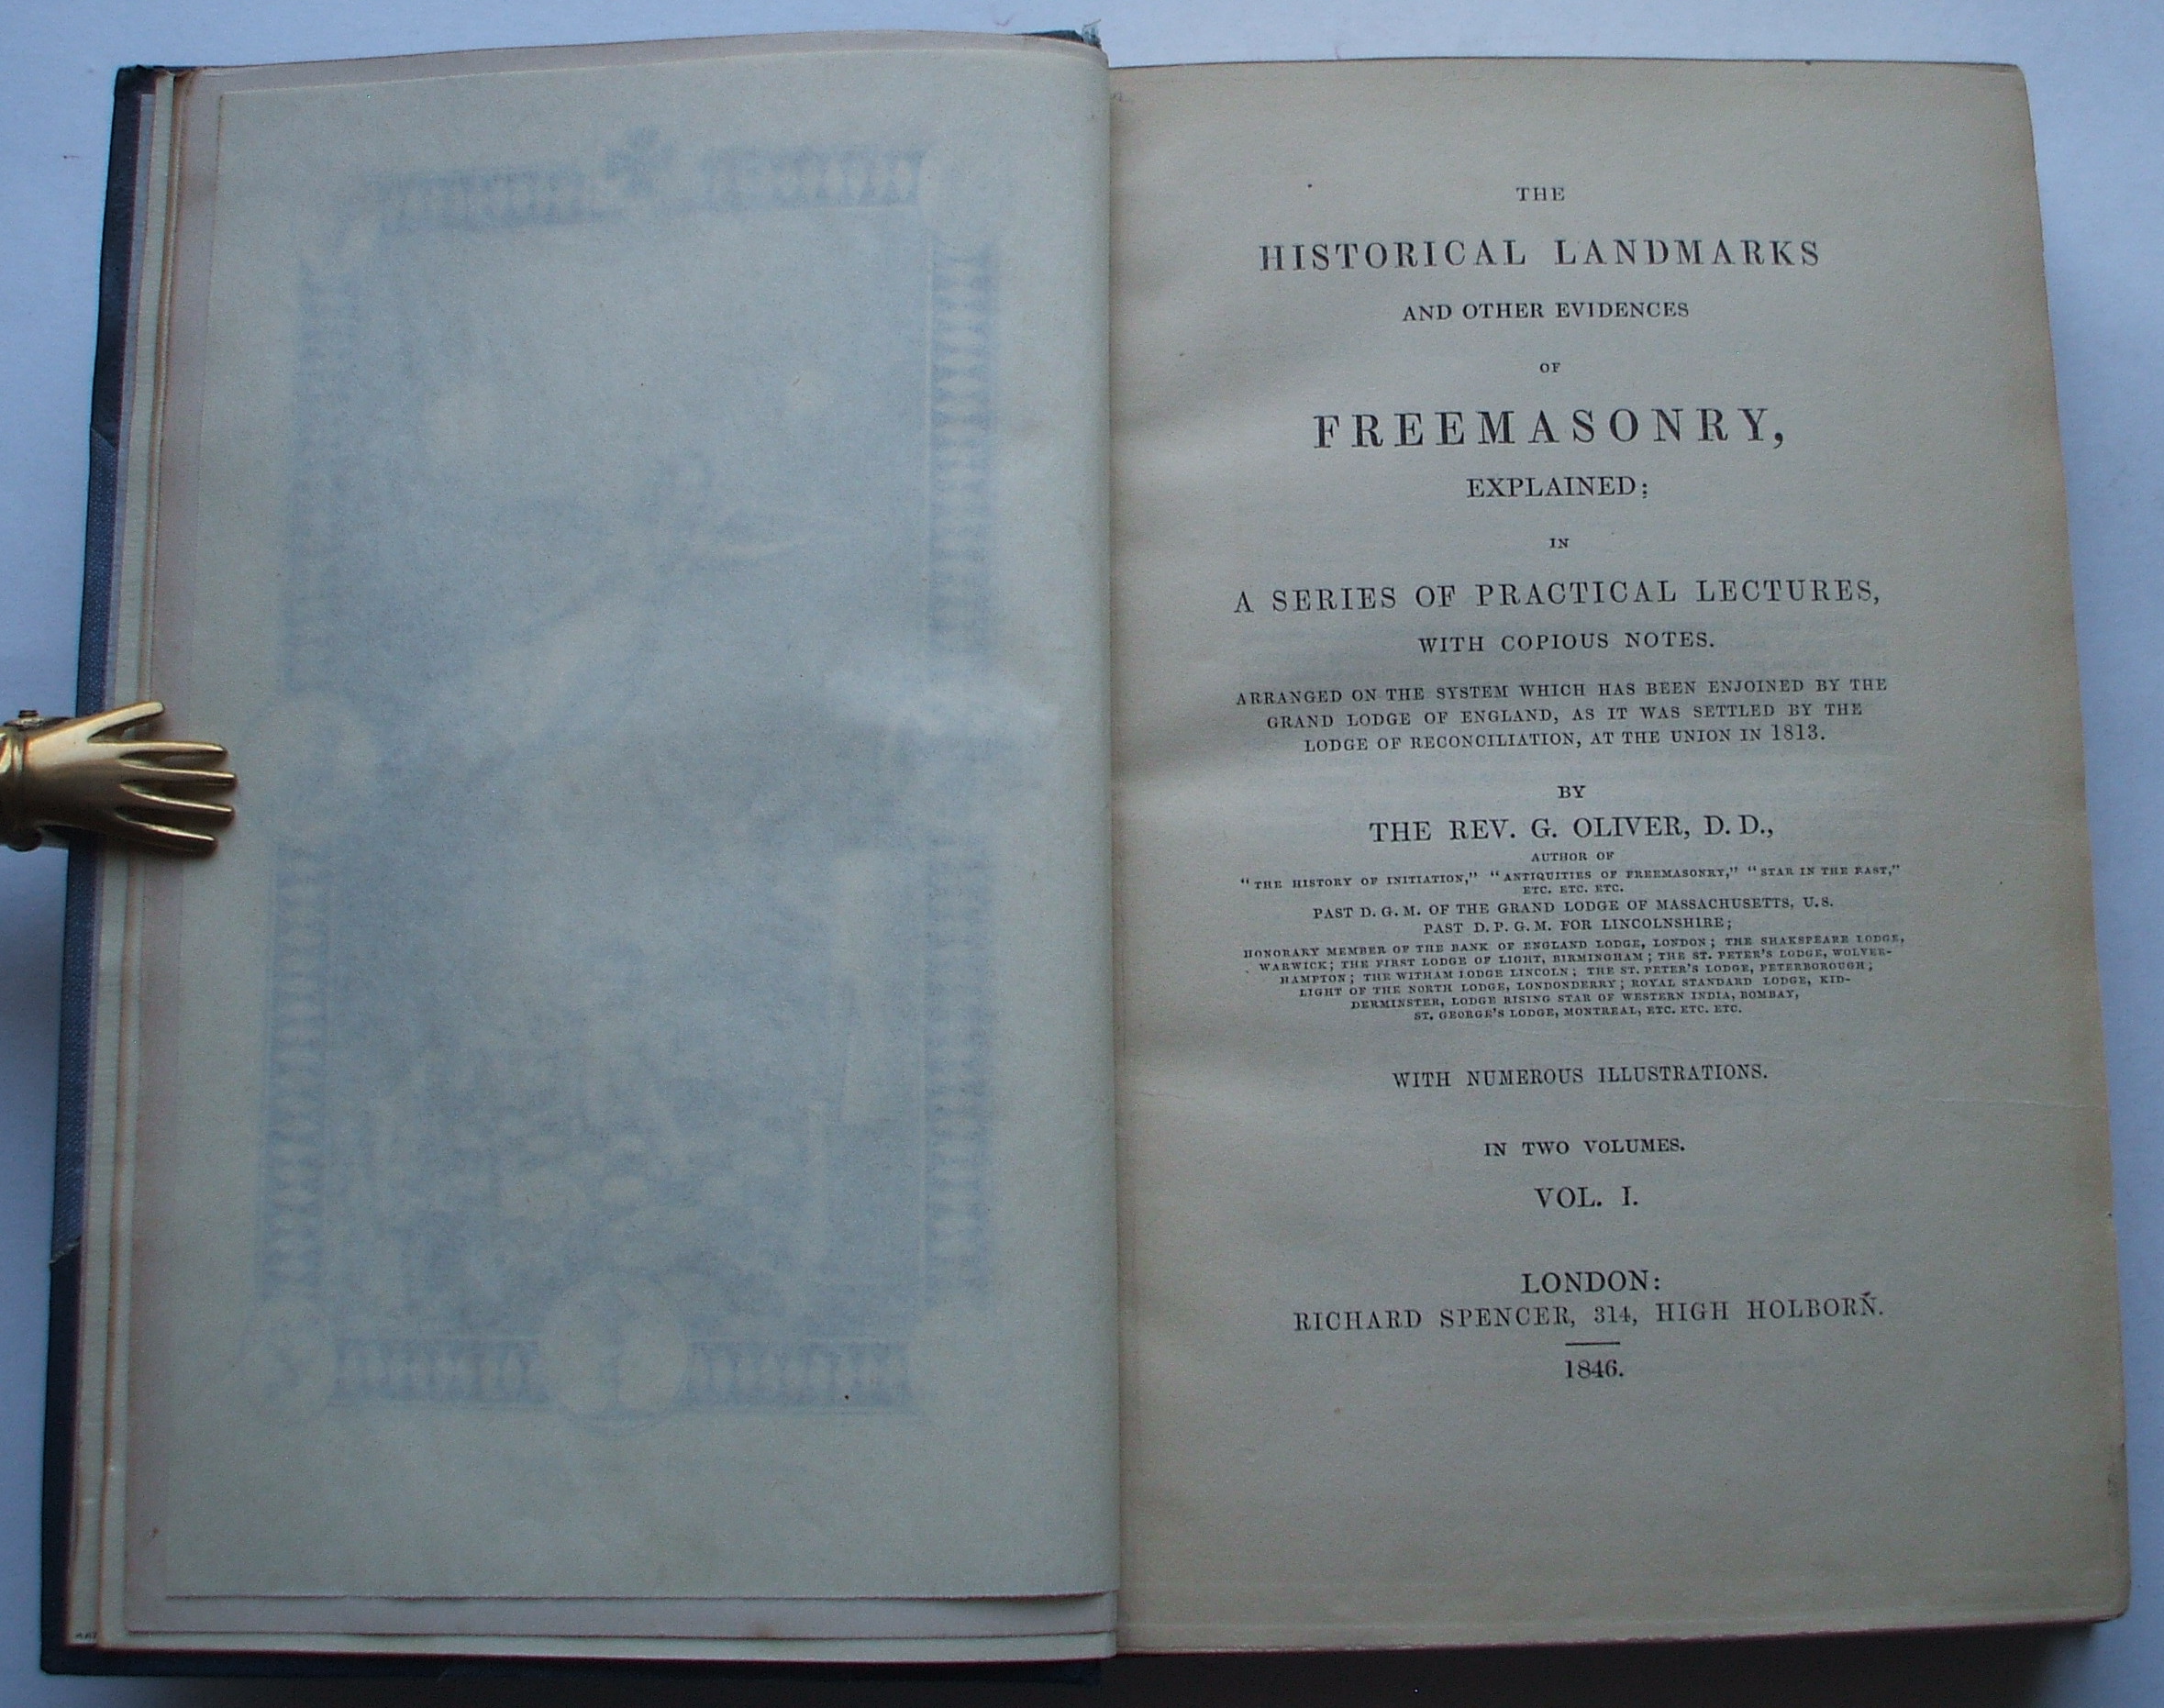 THE
HISTORICAL LANDMARKS
AND OTHER EVIDENCES
OF
FREEMASONRY,
EXPLAINED;
IN
A SERIES OF PRACTICAL LECTURES,
WITH COPIOUS NOTES.
ARRANGED ON THE SYSTEM WHICH HAS BEEN ENJOINED BY THE
GRAND LODGE OF ENGLAND, AS IT WAS SETTLED BY THE
LODGE OF RECONCILIATION, AT THE UNION IN 1813.
BY
THE REV. G. OLIVER, D. D.,
AUTHOR OF
"THE HISTORY OF INITIATION," "ANTIQUITIES OF FREEMASONRY," "STAR IN THE EAST,"
ETC. ETC. ETC.
PAST D. G. M. OF THE GRAND LODGE OF MASSACHUSETTS, U.S.
PAST D. P. G. M. FOR LINCOLNSHIRE;
HONORARY MEMBER OF THE BANK OF ENGLAND LODGE, LONDON; THE SHAKSPEARE LODGE,
WARWICK; THE FIRST LODGE OF LIGHT, BIRMINGHAM; THE ST. PETER'S LODGE, WOLVER-
HAMPTON; THE WITHAM LODGE LINCOLN; THE ST. PETER'S LODGE, PETERBOROUGH;
LIGHT OF THE NORTH LODGE, LONDONDERRY; ROYAL STANDARD LODGE, KID-
DERMINSTER, LODGE RISING STAR OF WESTERN INDIA, BOMBAY,
ST. GEORGE'S LODGE, MONTREAL, ETC. ETC. ETC.
WITH NUMEROUS ILLUSTRATIONS.
IN TWO VOLUMES.
VOL. I.
LONDON:
RICHARD SPENCER, 314, HIGH HOLBORN.
1846.